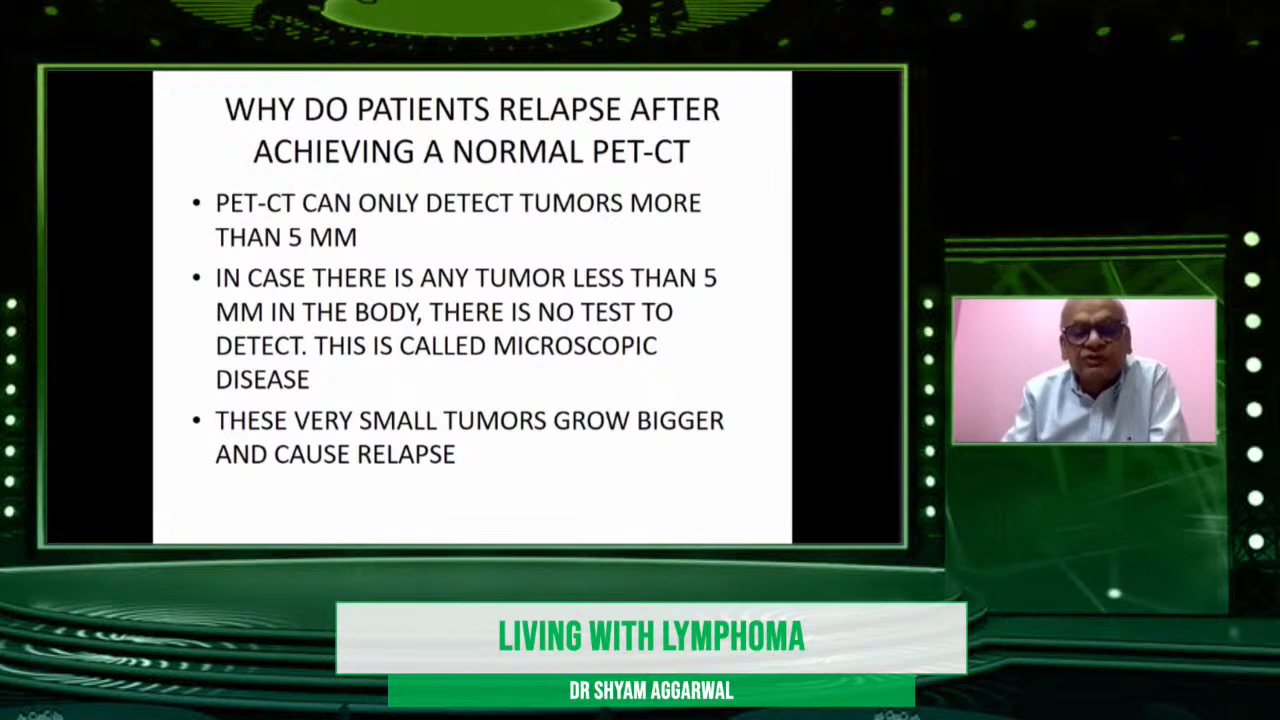 WHY DO PATIENTS RELAPSE AFTER
ACHIEVING A NORMAL PET-CT
• PET-CT CAN ONLY DETECT TUMORS MORE
THAN 5 MM
• IN CASE THERE IS ANY TUMOR LESS THAN 5
MM IN THE BODY, THERE IS NO TEST TO
DETECT. THIS IS CALLED MICROSCOPIC
DISEASE
• THESE VERY SMALL TUMORS GROW BIGGER
AND CAUSE RELAPSE
LIVING WITH LYMPHOMA
DR SHYAM AGGARWAL